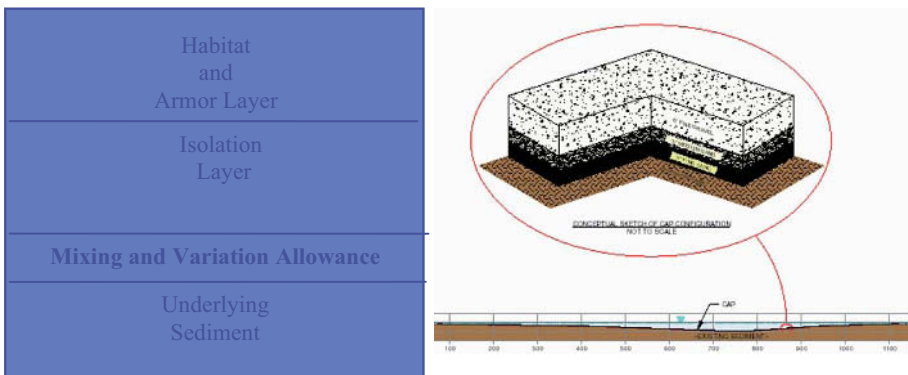 Habitat
and
Armor Layer
Isolation
Layer
Mixing and Variation Allowance
Underlying
Sediment
CONCEPTUAL SKETCH OF CAP CONFIGURATION
NOT TO SCALE
CAP
EXISTING SEDIMENT
100 200 300 400 500 600 700 800 900 1000 1100